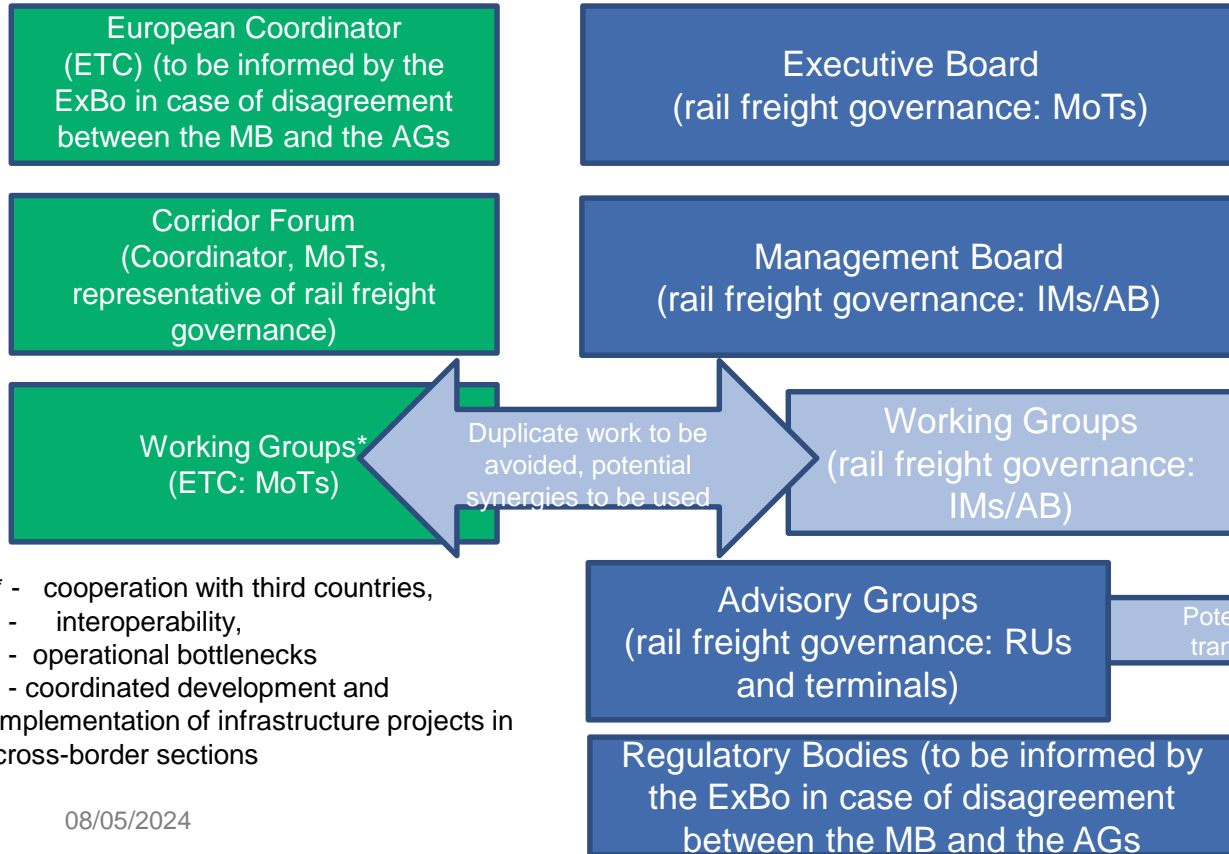 European Coordinator
(ETC) (to be informed by the
ExBo in case of disagreement
between the MB and the AGs
Executive Board
(rail freight governance: MoTs)
Corridor Forum
(Coordinator, MoTs,
representative of rail freight
governance)
Management Board
(rail freight governance: IMs/AB)
Working Groups*
(ETC: MoTs)
Duplicate work to be
avoided, potential
synergies to be used
Working Groups
(rail freight governance:
IMs/AB)
* - cooperation with third countries,
- interoperability,
- operational bottlenecks
- coordinated development and
mplementation of infrastructure projects in
cross-border sections
Advisory Groups
(rail freight governance: RUs
and terminals)
Pote
tran
Regulatory Bodies (to be informed by
the ExBo in case of disagreement
between the MB and the AGs
08/05/2024